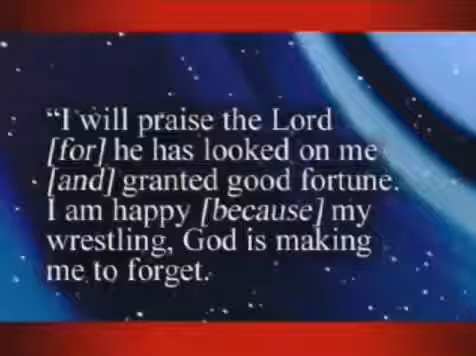 “I will praise the Lord
[for] he has looked on me
[and] granted good fortune.
I am happy [because] my
wrestling, God is making
me to forget.